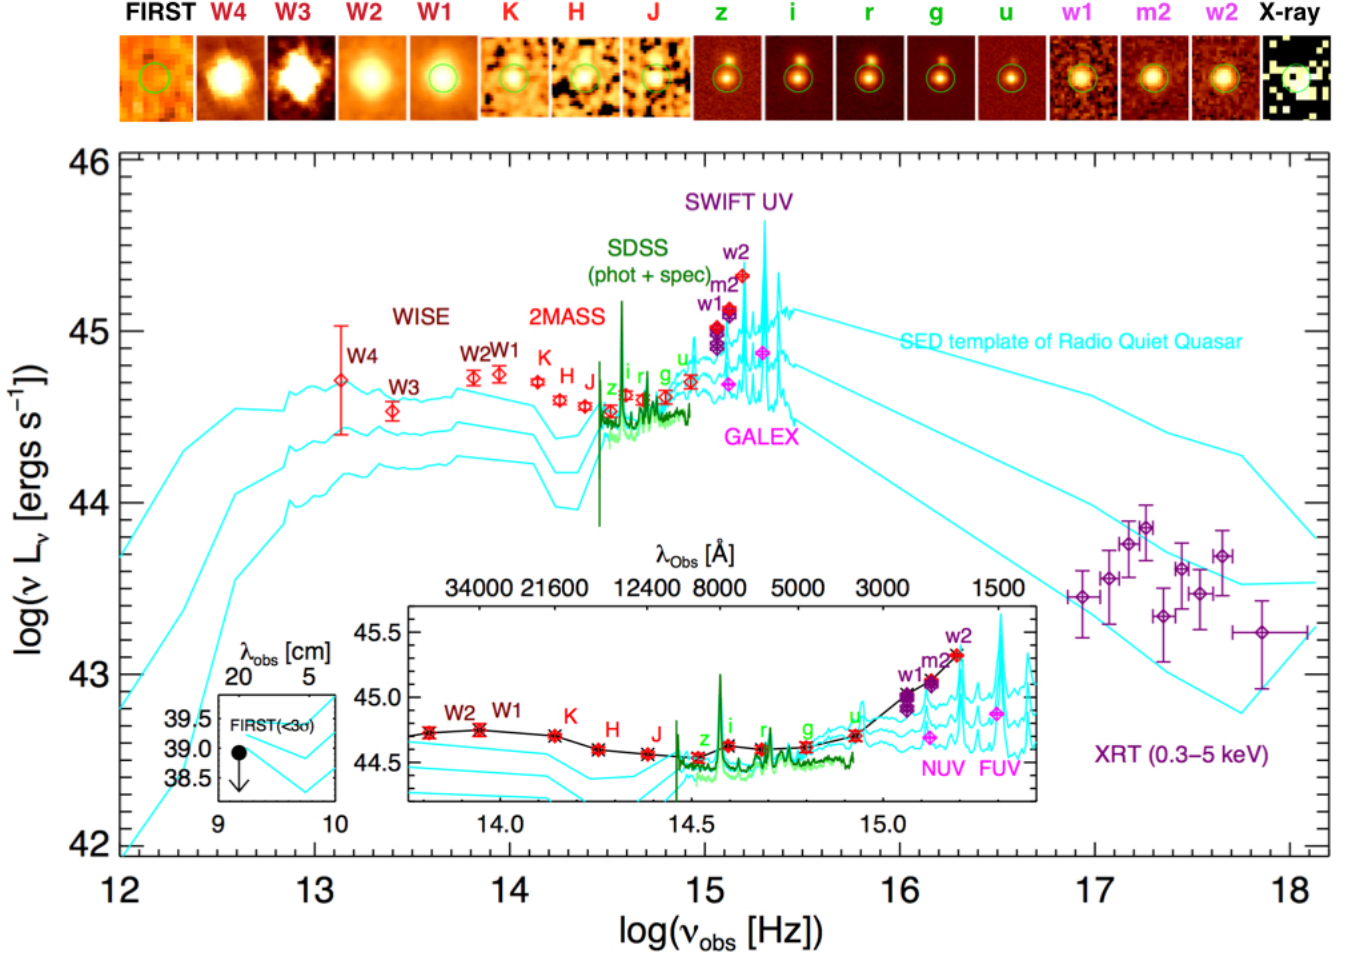 FIRST W4 W3 W2 W1 K H J z i r g u w1 m2 w2 X-ray
46
45
44
43
42
log(ν Lν [ergs s⁻¹])
SWIFT UV
SDSS
(phot + spec)
w2
m2
w1
WISE
2MASS
W4
W3
W2 W1
K
H
J
z
i
r
g
u
SED template of Radio Quiet Quasar
GALEX
XRT (0.3–5 keV)
λObs [Å]
34000 21600 12400 8000 5000 3000 1500
45.5
45.0
44.5
W2 W1 K H J z i r g u w1 m2 w2
NUV FUV
14.0 14.5 15.0
λobs [cm]
20 5
39.5
39.0
38.5
FIRST(<3σ)
9 10
12 13 14 15 16 17 18
log(νobs [Hz])